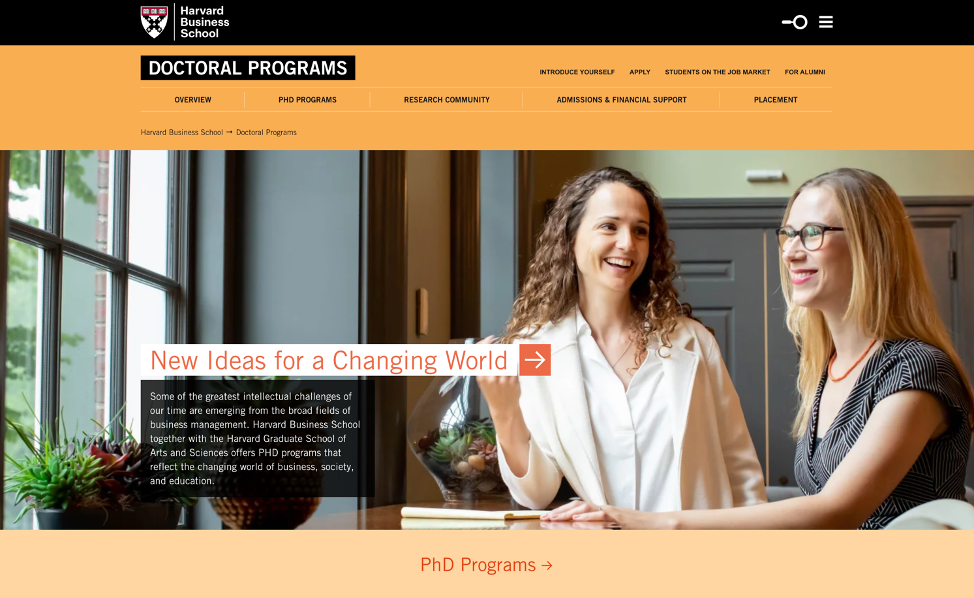 Harvard
Business
School
DOCTORAL PROGRAMS
INTRODUCE YOURSELF APPLY STUDENTS ON THE JOB MARKET FOR ALUMNI
OVERVIEW PHD PROGRAMS RESEARCH COMMUNITY ADMISSIONS & FINANCIAL SUPPORT PLACEMENT
Harvard Business School → Doctoral Programs
New Ideas for a Changing World →
Some of the greatest intellectual challenges of
our time are emerging from the broad fields of
business management. Harvard Business School
together with the Harvard Graduate School of
Arts and Sciences offers PHD programs that
reflect the changing world of business, society,
and education.
PhD Programs →